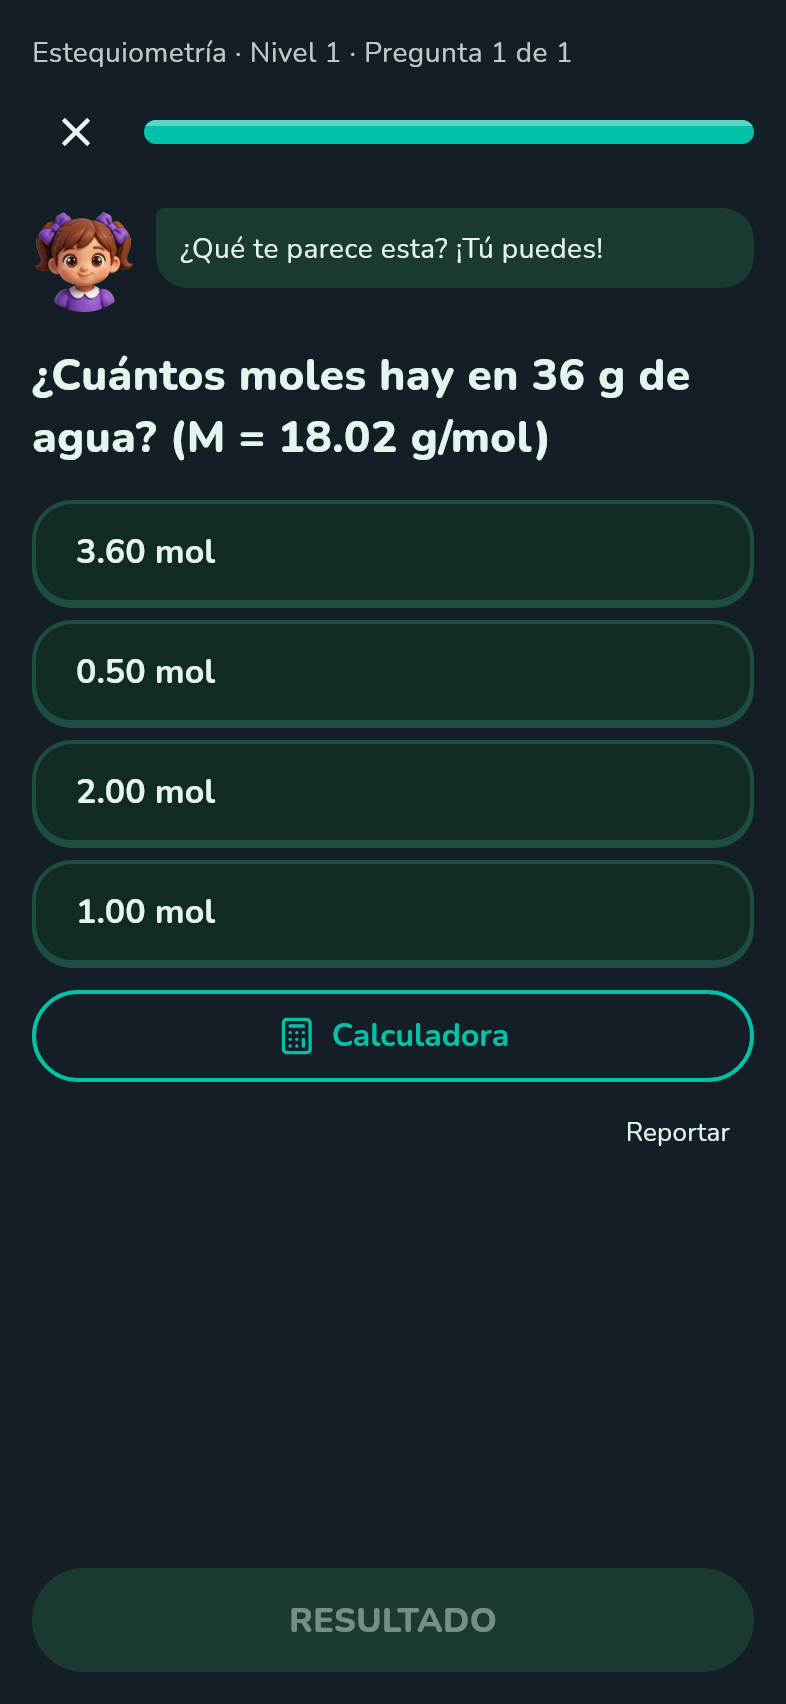 Estequiometría · Nivel 1 · Pregunta 1 de 1
¿Qué te parece esta? ¡Tú puedes!
¿Cuántos moles hay en 36 g de
agua? (M = 18.02 g/mol)
3.60 mol
0.50 mol
2.00 mol
1.00 mol
Calculadora
Reportar
RESULTADO